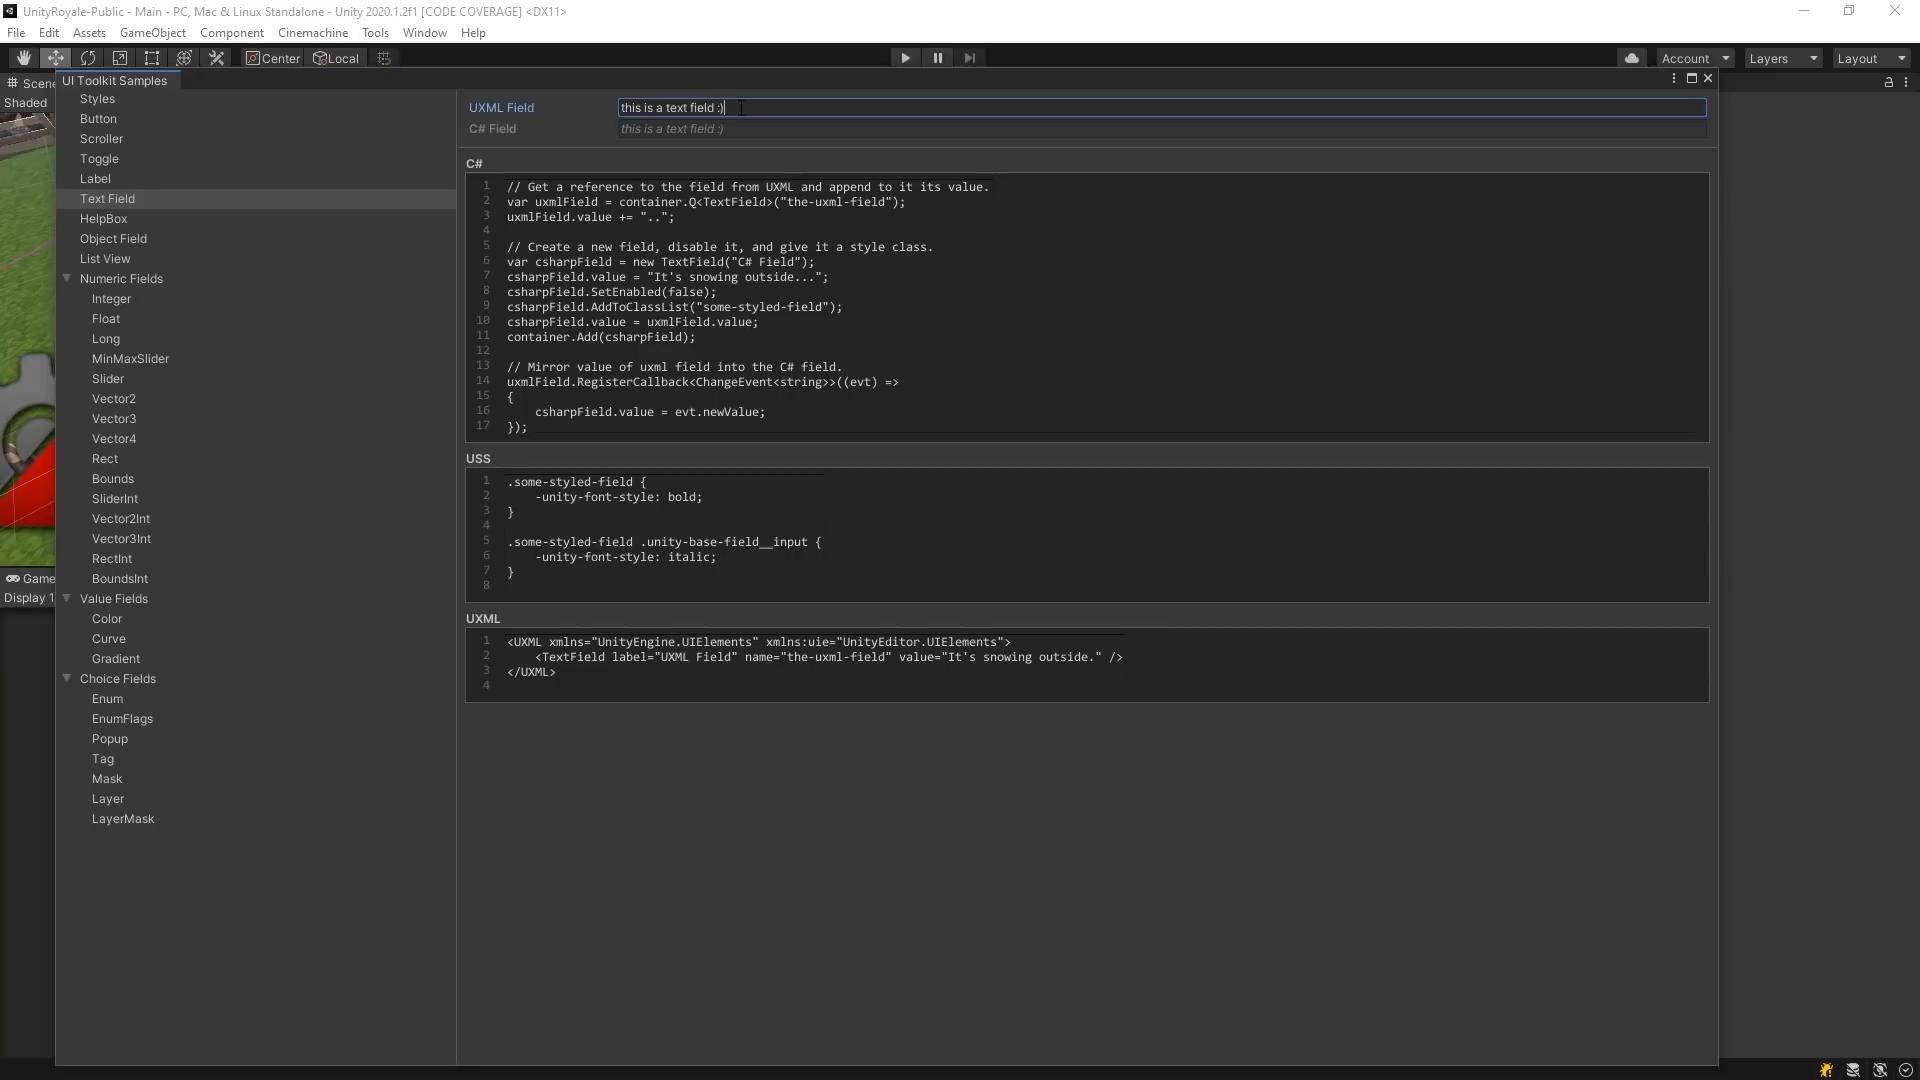 UnityRoyale-Public - Main - PC, Mac & Linux Standalone - Unity 2020.1.2f1 [CODE COVERAGE] <DX11>
File Edit Assets GameObject Component Cinemachine Tools Window Help
Center Local Account Layers Layout
Scene
UI Toolkit Samples
Shaded
Styles
Button
Scroller
Toggle
Label
Text Field
HelpBox
Object Field
List View
Numeric Fields
Integer
Float
Long
MinMaxSlider
Slider
Vector2
Vector3
Vector4
Rect
Bounds
SliderInt
Vector2Int
Vector3Int
RectInt
BoundsInt
Value Fields
Color
Curve
Gradient
Choice Fields
Enum
EnumFlags
Popup
Tag
Mask
Layer
LayerMask
Game
Display 1
UXML Field this is a text field :)
C# Field this is a text field :)
C#
1 // Get a reference to the field from UXML and append to it its value.
2 var uxmlField = container.Q<TextField>("the-uxml-field");
3 uxmlField.value += "..";
4
5 // Create a new field, disable it, and give it a style class.
6 var csharpField = new TextField("C# Field");
7 csharpField.value = "It's snowing outside...";
8 csharpField.SetEnabled(false);
9 csharpField.AddToClassList("some-styled-field");
10 csharpField.value = uxmlField.value;
11 container.Add(csharpField);
12
13 // Mirror value of uxml field into the C# field.
14 uxmlField.RegisterCallback<ChangeEvent<string>>((evt) =>
15 {
16 csharpField.value = evt.newValue;
17 });
USS
1 .some-styled-field {
2 -unity-font-style: bold;
3 }
4
5 .some-styled-field .unity-base-field__input {
6 -unity-font-style: italic;
7 }
8
UXML
1 <UXML xmlns="UnityEngine.UIElements" xmlns:uie="UnityEditor.UIElements">
2 <TextField label="UXML Field" name="the-uxml-field" value="It's snowing outside." />
3 </UXML>
4